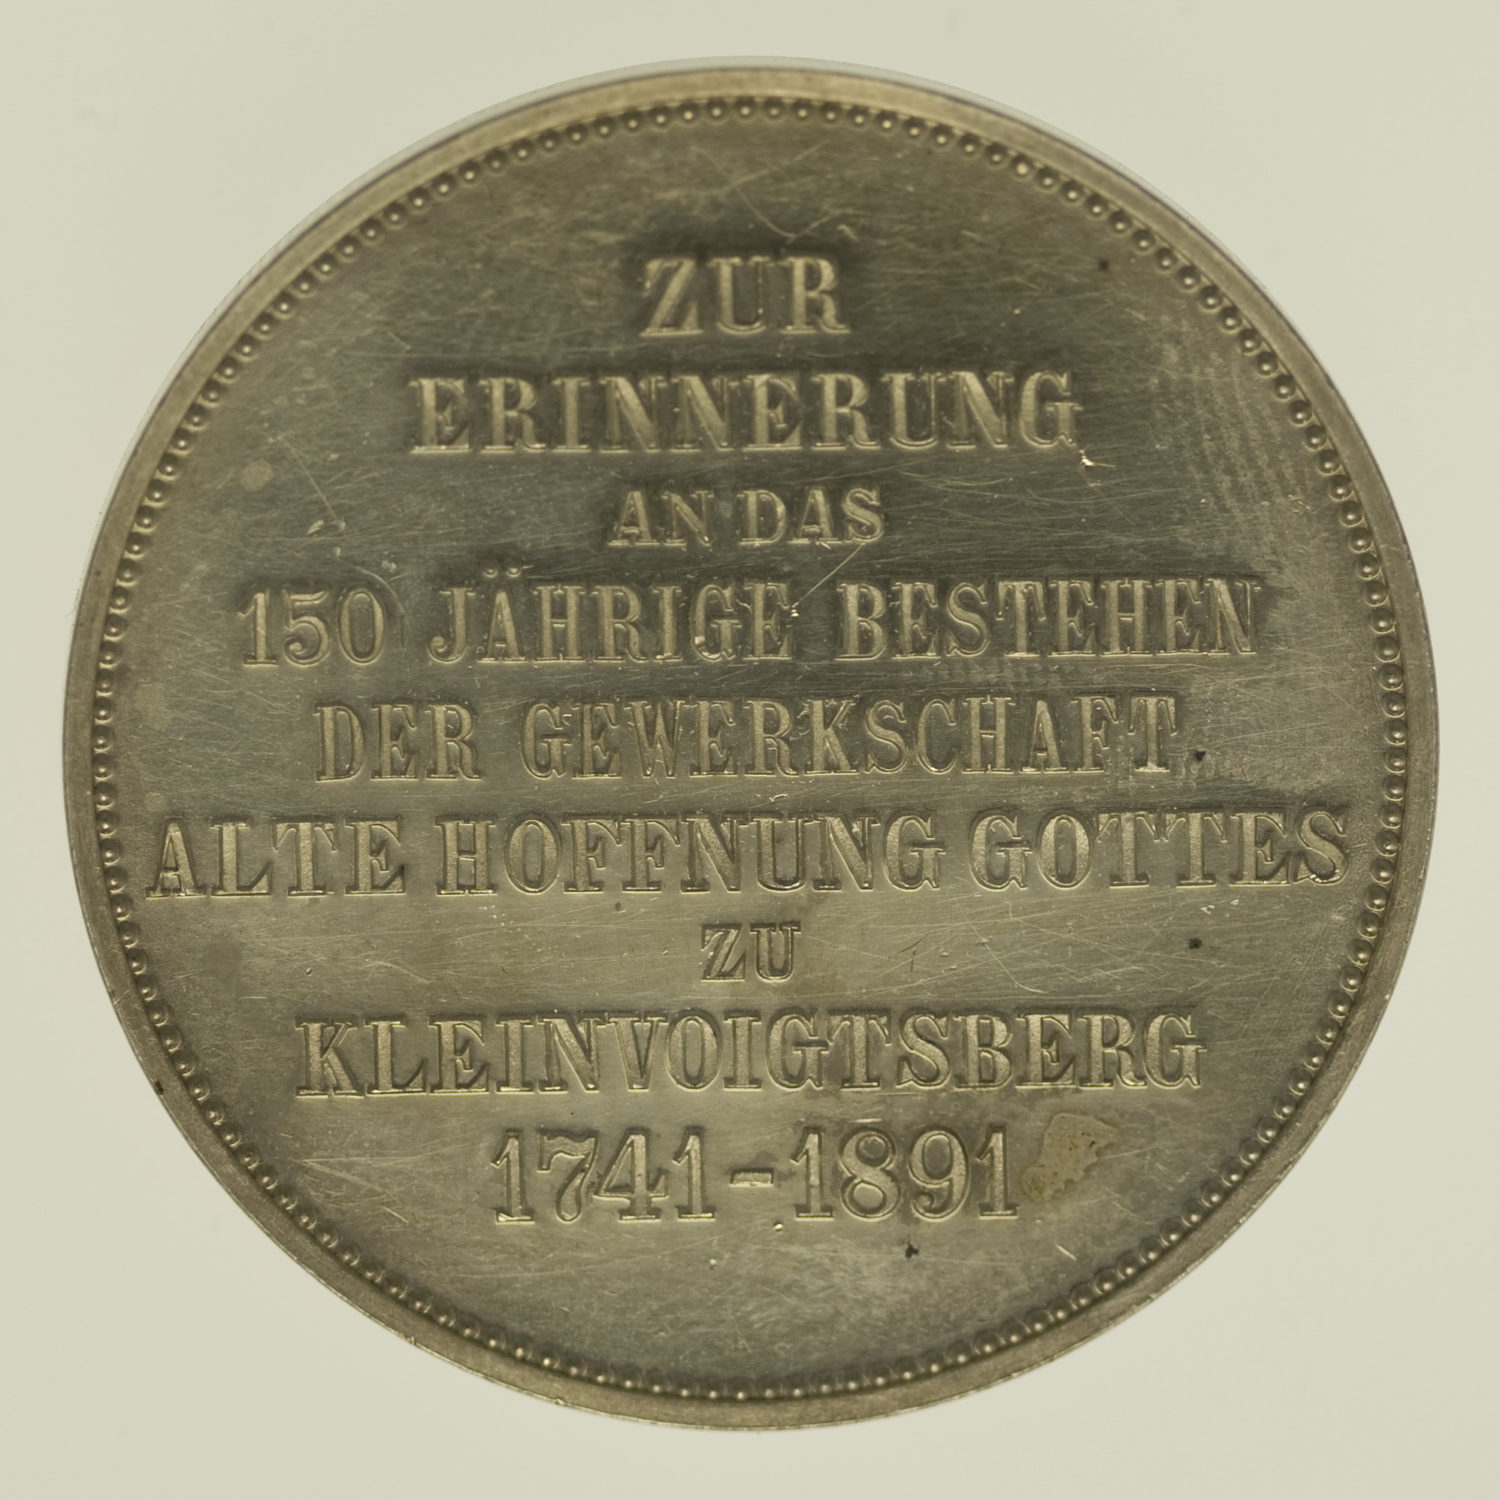 ZUR
ERINNERUNG
AN DAS
150 JÄHRIGE BESTEHEN
DER GEWERKSCHAFT
ALTE HOFFNUNG GOTTES
ZU
KLEINVOIGTSBERG
1741-1891